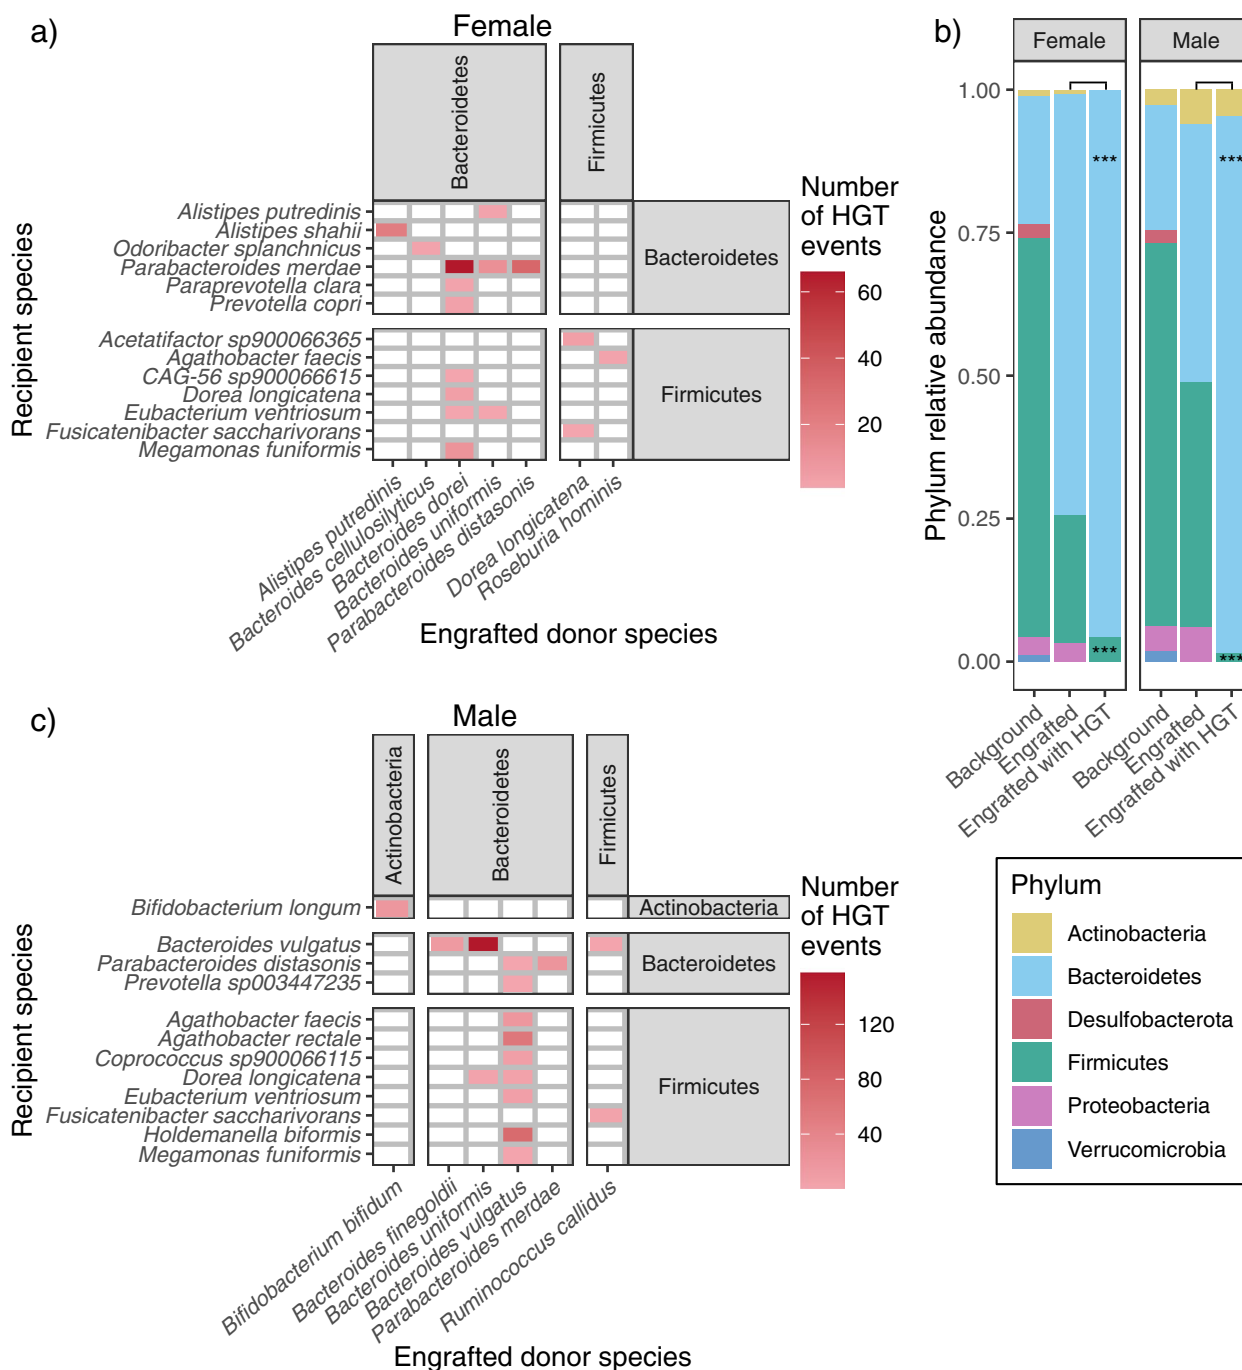 a)
Female
Bacteroidetes
Firmicutes
Recipient species
Alistipes putredinis
Alistipes shahii
Odoribacter splanchnicus
Parabacteroides merdae
Paraprevotella clara
Prevotella copri
Bacteroidetes
Acetatifactor sp900066365
Agathobacter faecis
CAG-56 sp900066615
Dorea longicatena
Eubacterium ventriosum
Fusicatenibacter saccharivorans
Megamonas funiformis
Firmicutes
Alistipes putredinis
Bacteroides cellulosilyticus
Bacteroides dorei
Bacteroides uniformis
Parabacteroides distasonis
Dorea longicatena
Roseburia hominis
Engrafted donor species
Number
of HGT
events
60
40
20
b)
Female
Male
Phylum relative abundance
1.00
0.75
0.50
0.25
0.00
***
***
***
***
Background
Engrafted
Engrafted with HGT
Background
Engrafted
Engrafted with HGT
Phylum
Actinobacteria
Bacteroidetes
Desulfobacterota
Firmicutes
Proteobacteria
Verrucomicrobia
c)
Male
Actinobacteria
Bacteroidetes
Firmicutes
Recipient species
Bifidobacterium longum
Actinobacteria
Bacteroides vulgatus
Parabacteroides distasonis
Prevotella sp003447235
Bacteroidetes
Agathobacter faecis
Agathobacter rectale
Coprococcus sp900066115
Dorea longicatena
Eubacterium ventriosum
Fusicatenibacter saccharivorans
Holdemanella biformis
Megamonas funiformis
Firmicutes
Bifidobacterium bifidum
Bacteroides finegoldii
Bacteroides uniformis
Bacteroides vulgatus
Parabacteroides merdae
Ruminococcus callidus
Engrafted donor species
Number
of HGT
events
120
80
40